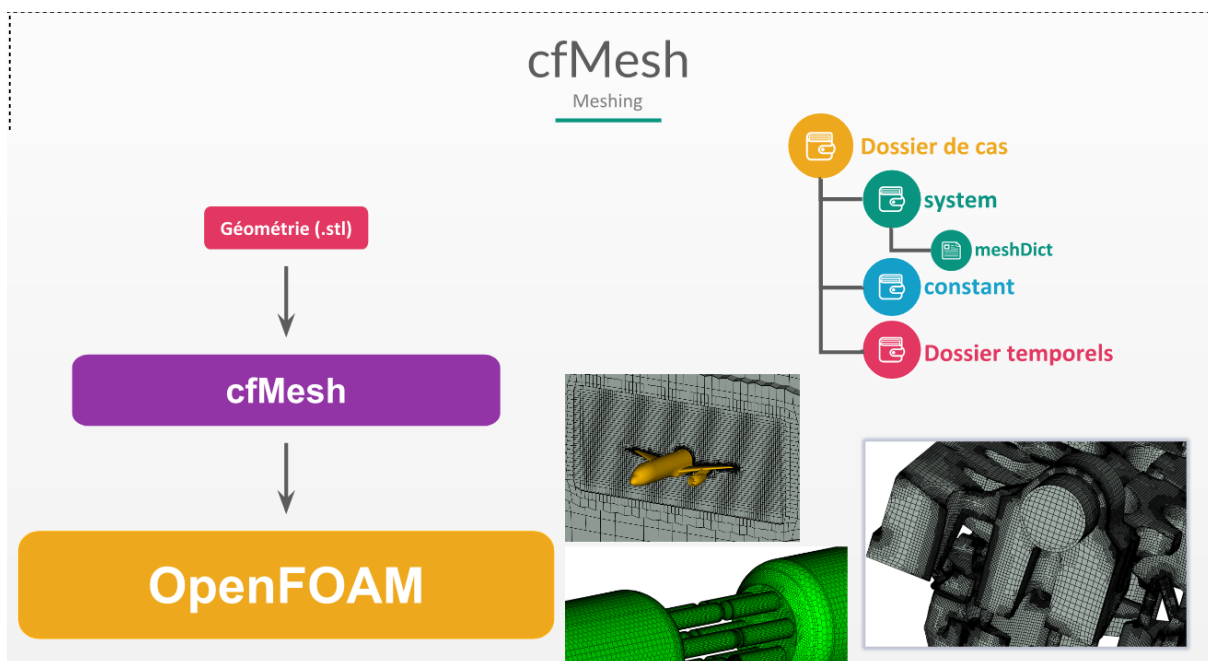 cfMesh
Meshing
Dossier de cas
system
meshDict
constant
Dossier temporels
Géométrie (.stl)
cfMesh
OpenFOAM